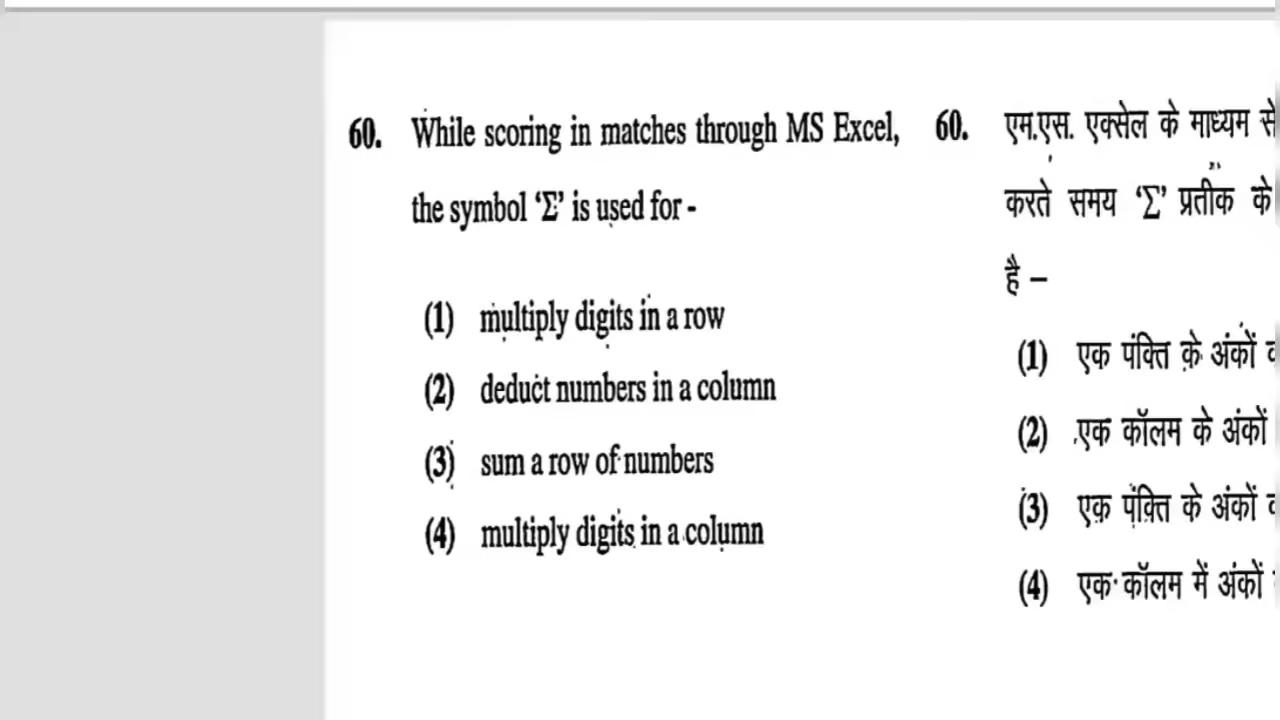 60. While scoring in matches through MS Excel,
the symbol ‘Σ’ is used for -
(1) multiply digits in a row
(2) deduct numbers in a column
(3) sum a row of numbers
(4) multiply digits in a column
60. एम.एस. एक्सेल के माध्यम से
करते समय ‘Σ’ प्रतीक के
है –
(1) एक पंक्ति के अंकों
(2) एक कॉलम के अंकों
(3) एक पंक्ति के अंकों
(4) एक कॉलम में अंकों